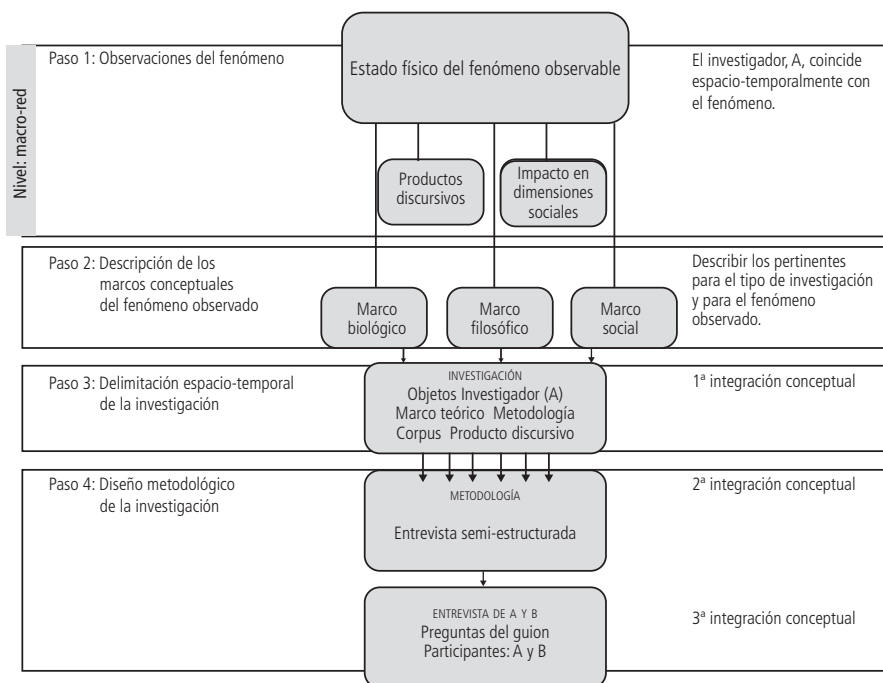 Nivel: macro-red
Paso 1: Observaciones del fenómeno
Estado físico del fenómeno observable
El investigador, A, coincide
espacio-temporalmente con
el fenómeno.
Productos
discursivos
Impacto en
dimensiones
sociales
Paso 2: Descripción de los
marcos conceptuales
del fenómeno observado
Marco
biológico
Marco
filosófico
Marco
social
Describir los pertinentes
para el tipo de investigación
y para el fenómeno
observado.
Paso 3: Delimitación espacio-temporal
de la investigación
INVESTIGACIÓN
Objetos Investigador (A)
Marco teórico Metodología
Corpus Producto discursivo
1ª integración conceptual
Paso 4: Diseño metodológico
de la investigación
METODOLOGÍA
Entrevista semi-estructurada
2ª integración conceptual
ENTREVISTA DE A Y B
Preguntas del guion
Participantes: A y B
3ª integración conceptual